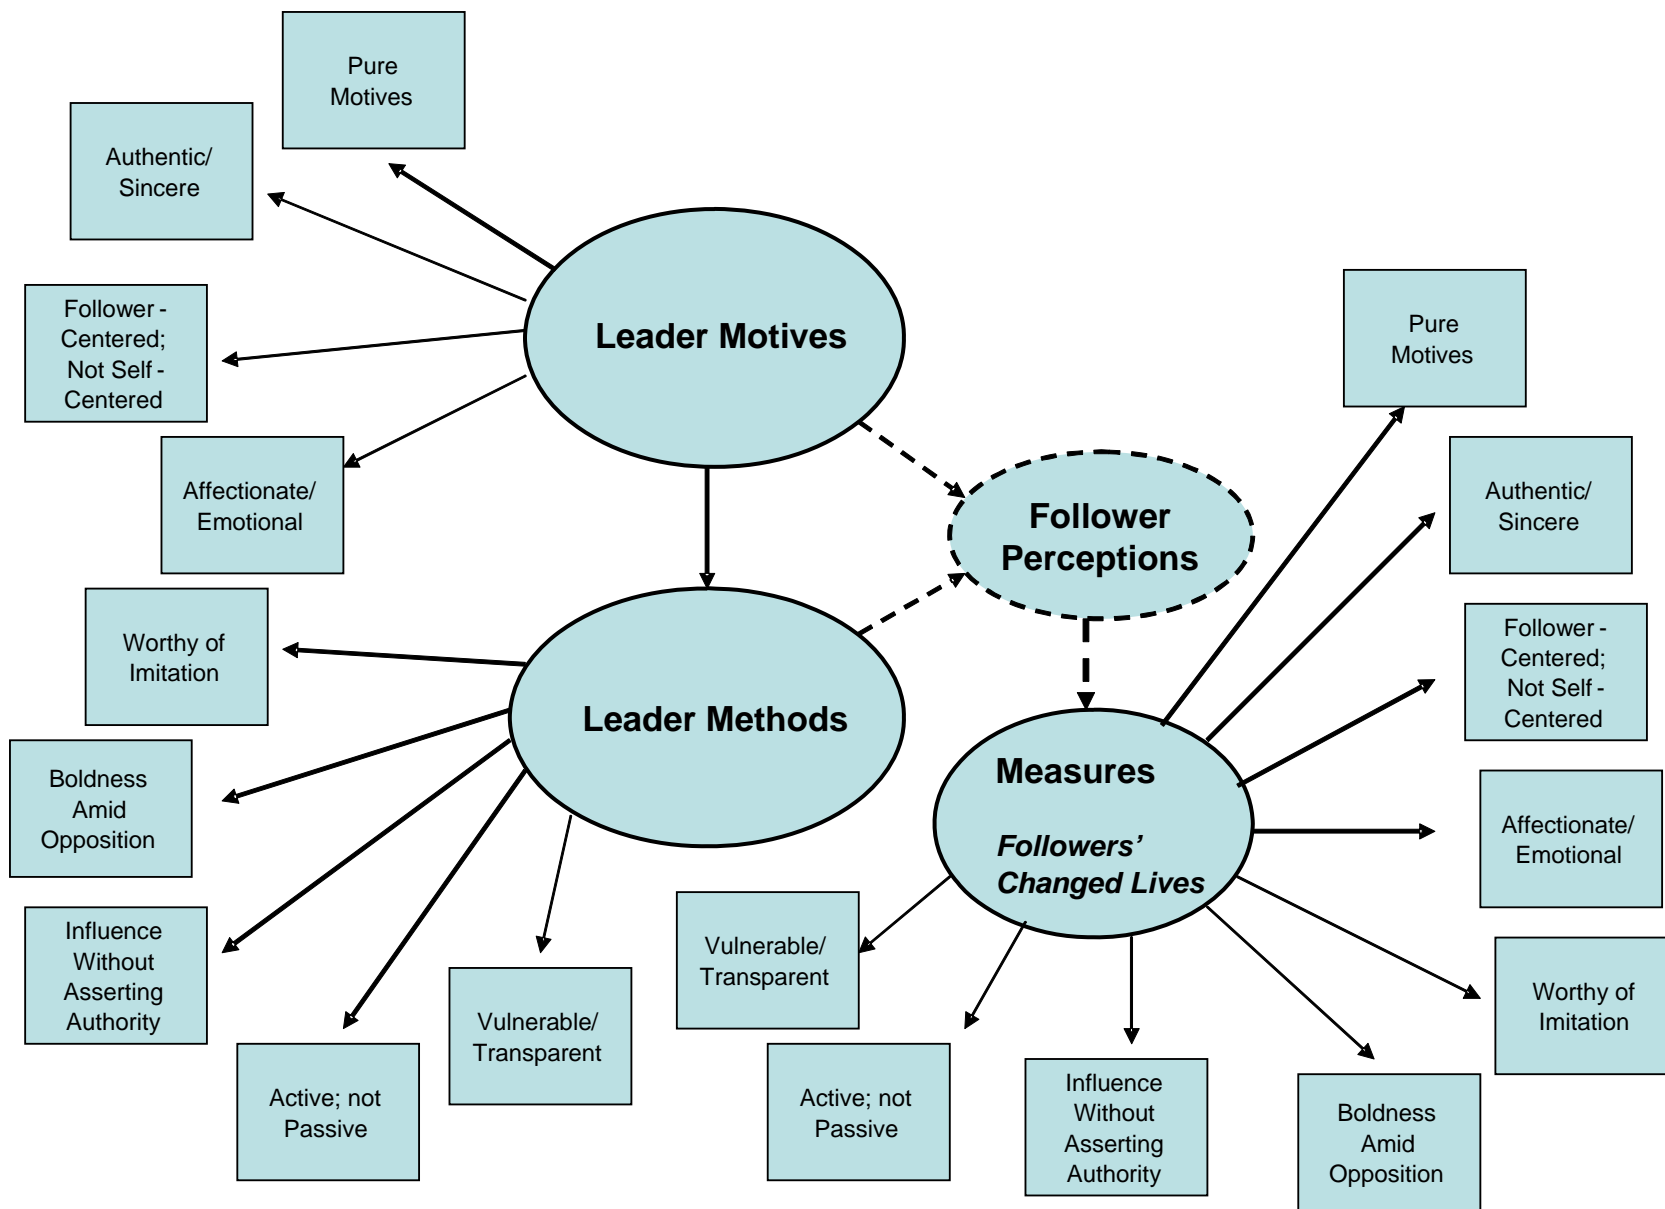 Pure
Motives
Authentic/
Sincere
Follower -
Centered;
Not Self -
Centered
Affectionate/
Emotional
Leader Motives
Follower
Perceptions
Worthy of
Imitation
Boldness
Amid
Opposition
Influence
Without
Asserting
Authority
Active; not
Passive
Vulnerable/
Transparent
Leader Methods
Measures
Followers’
Changed Lives
Pure
Motives
Authentic/
Sincere
Follower -
Centered;
Not Self -
Centered
Affectionate/
Emotional
Worthy of
Imitation
Boldness
Amid
Opposition
Influence
Without
Asserting
Authority
Active; not
Passive
Vulnerable/
Transparent